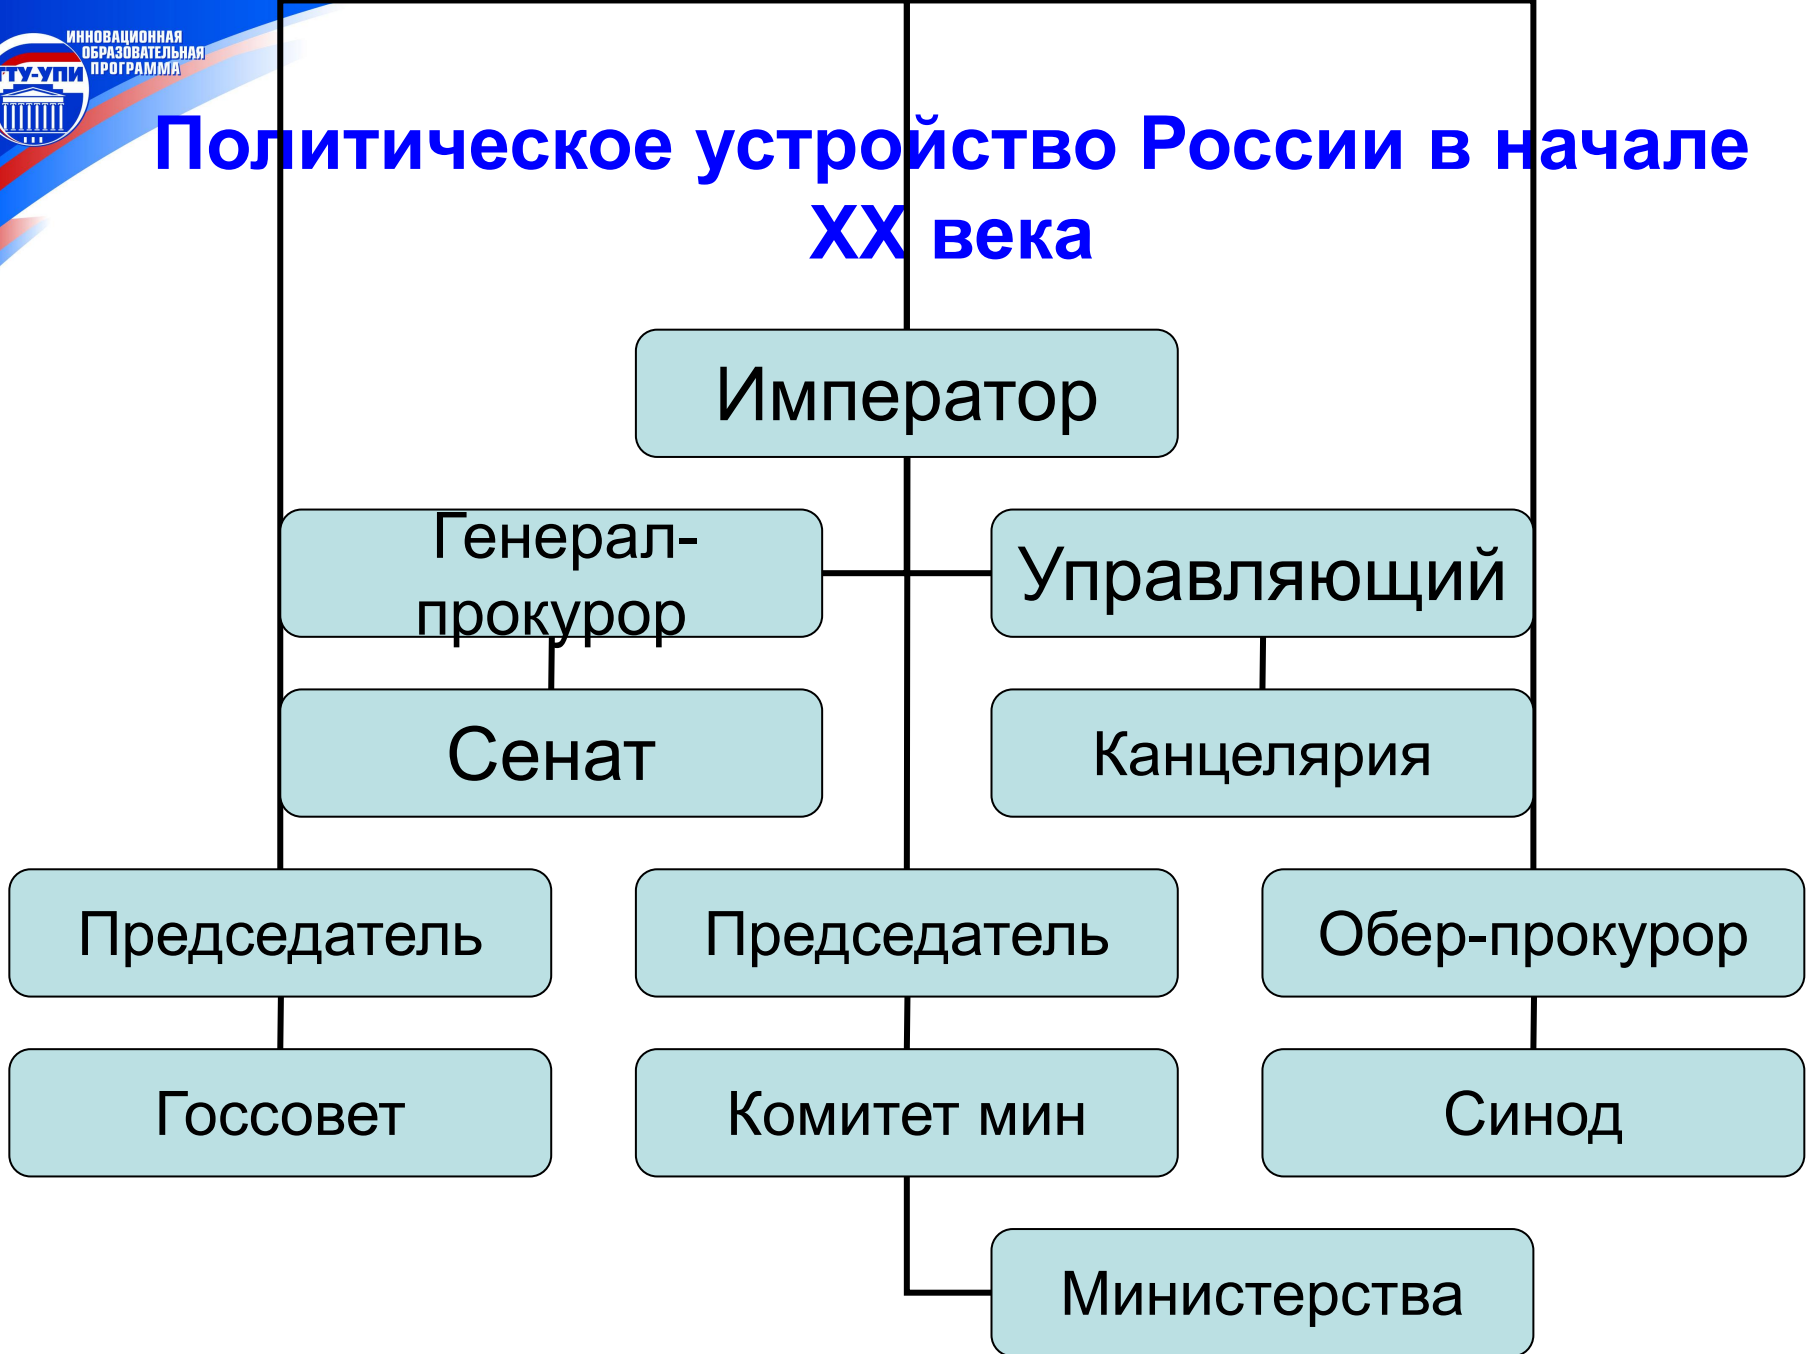 ИННОВАЦИОННАЯ
ОБРАЗОВАТЕЛЬНАЯ
ПРОГРАММА
ГТУ-УПИ
Политическое устройство России в начале
XX века
Император
Генерал-
прокурор
Управляющий
Сенат
Канцелярия
Председатель
Председатель
Обер-прокурор
Госсовет
Комитет мин
Синод
Министерства